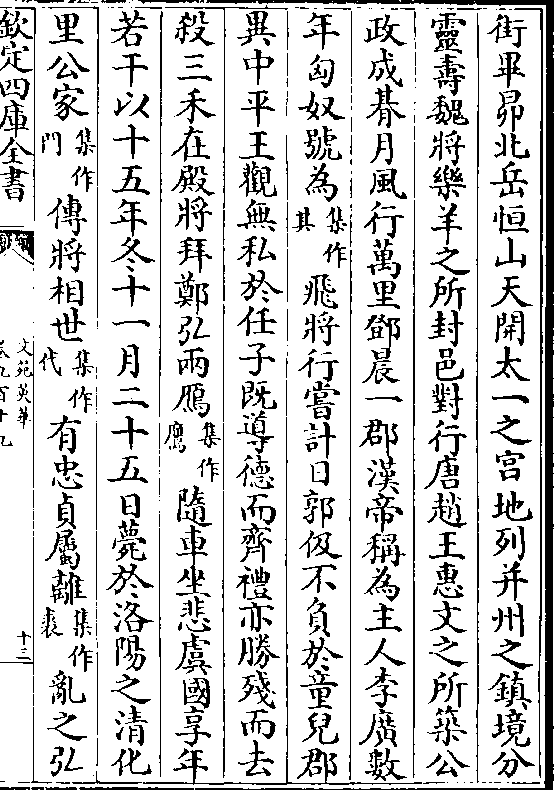 街畢昴北岳恒山天開太一之宫地列并州之鎮境分
靈壽魏將樂羊之所封邑對行唐趙王惠文之所築公
政成朞月風行萬里鄧晨一郡漢帝稱為主人李廣數
年匈奴號為集作其飛將行嘗計日郭伋不負於童兒郡
異中平王觀無私於任子既導德而齊禮亦勝殘而去
殺三禾在殿將拜鄭弘兩鴈集作鴈隨車坐悲虞國享年
若干以十五年冬十一月二十五日薨於洛陽之清化
里公家集作門傳將相世集作代有忠貞屬離集作喪亂之弘
欽定四庫全書
文苑英華
卷九百十九
十三